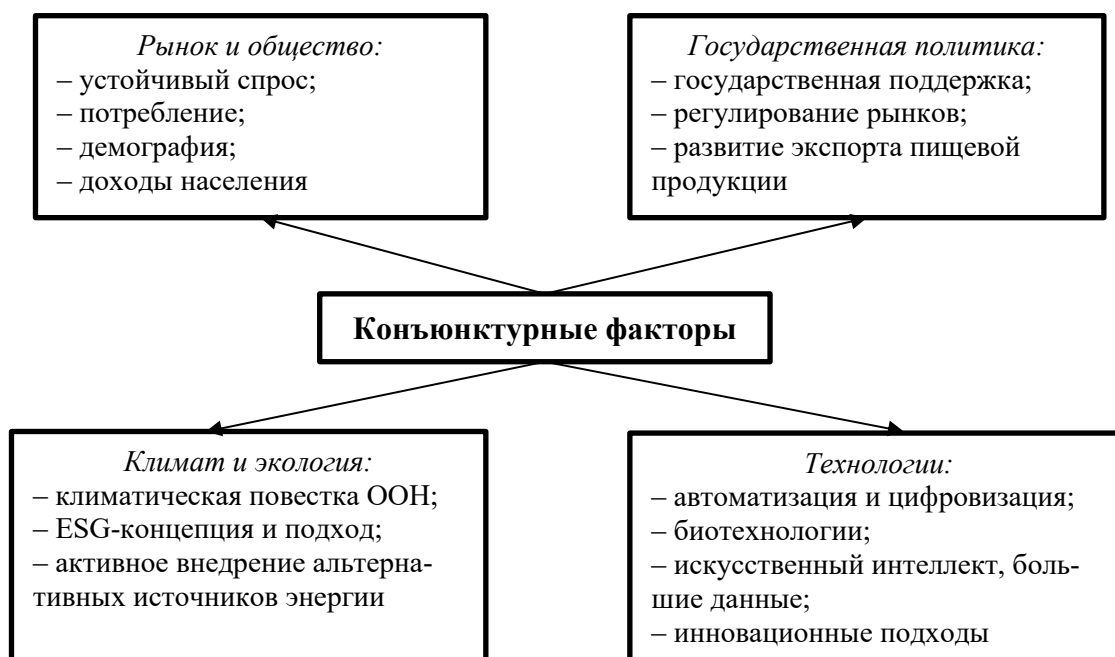 Рынок и общество:
– устойчивый спрос;
– потребление;
– демография;
– доходы населения
Государственная политика:
– государственная поддержка;
– регулирование рынков;
– развитие экспорта пищевой
продукции
Конъюнктурные факторы
Климат и экология:
– климатическая повестка ООН;
– ESG-концепция и подход;
– активное внедрение альтерна-
тивных источников энергии
Технологии:
– автоматизация и цифровизация;
– биотехнологии;
– искусственный интеллект, боль-
шие данные;
– инновационные подходы